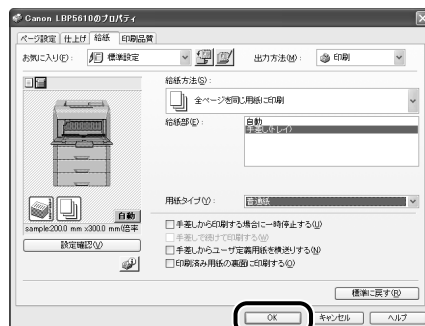 Canon LBP5610のプロパティ
ページ設定 仕上げ 給紙 印刷品質
お気に入り(F): 標準設定 出力方法(M): 印刷
給紙方法(S):
全ページを同じ用紙に印刷
給紙部(E):
自動
手差し(トレイ)
自動
sample:200.0 mm x300.0 mm(倍率
設定確認(V)
用紙タイプ(Y): 普通紙
手差しから印刷する場合に一時停止する(U)
手差しで続けて印刷する(W)
手差しからユーザ定義用紙を横送りする(N)
印刷済み用紙の裏面に印刷する(Q)
標準に戻す(R)
OK キャンセル ヘルプ